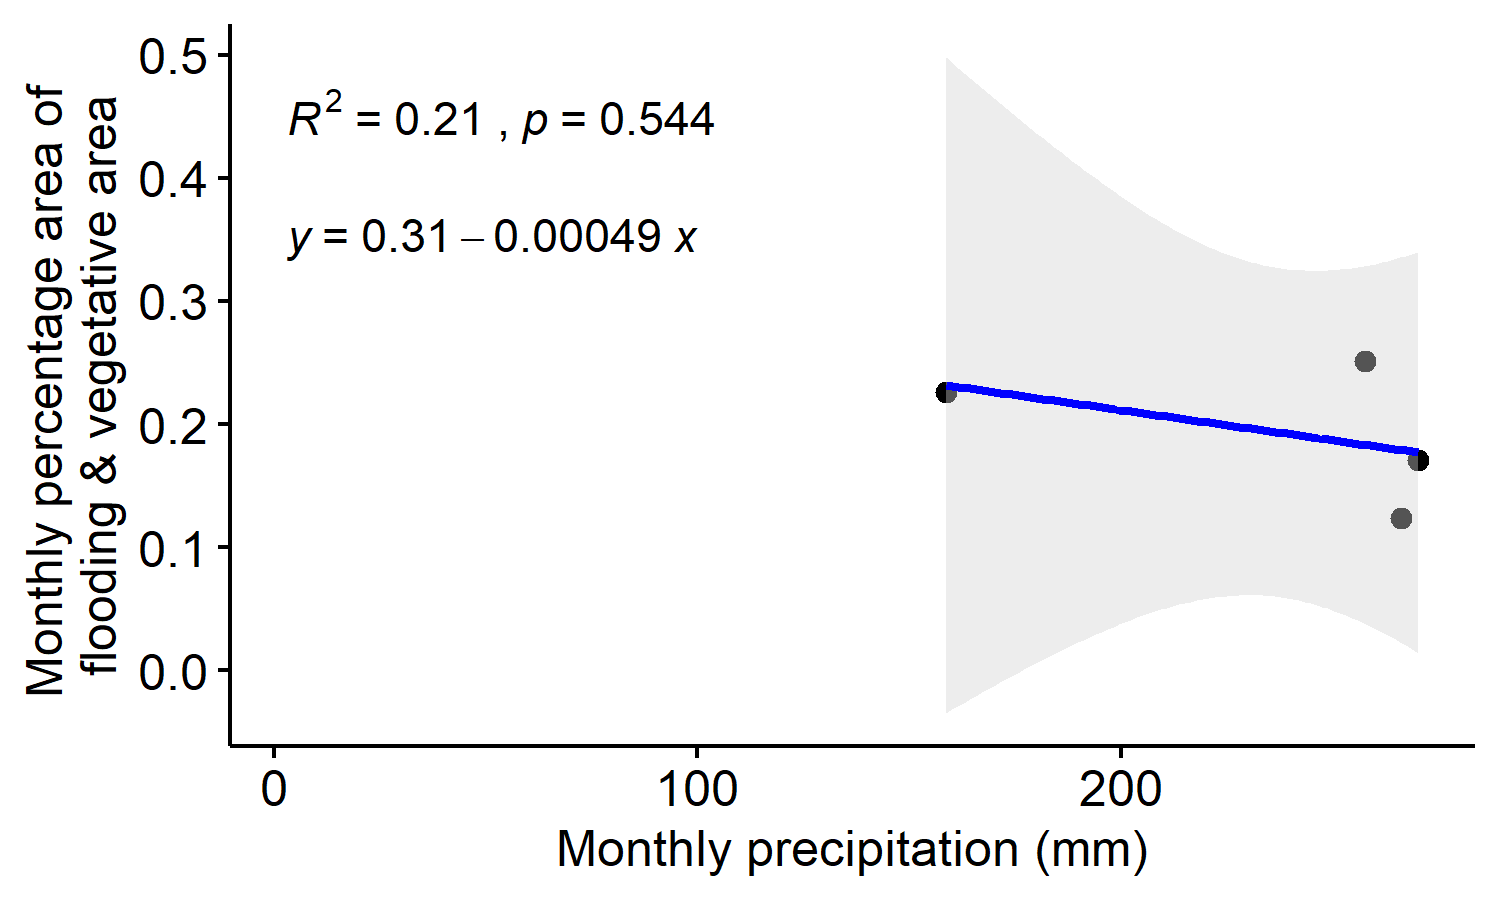 Monthly percentage area of
flooding & vegetative area
0.5
0.4
0.3
0.2
0.1
0.0
R² = 0.21 , p = 0.544
y = 0.31 – 0.00049 x
0 100 200
Monthly precipitation (mm)